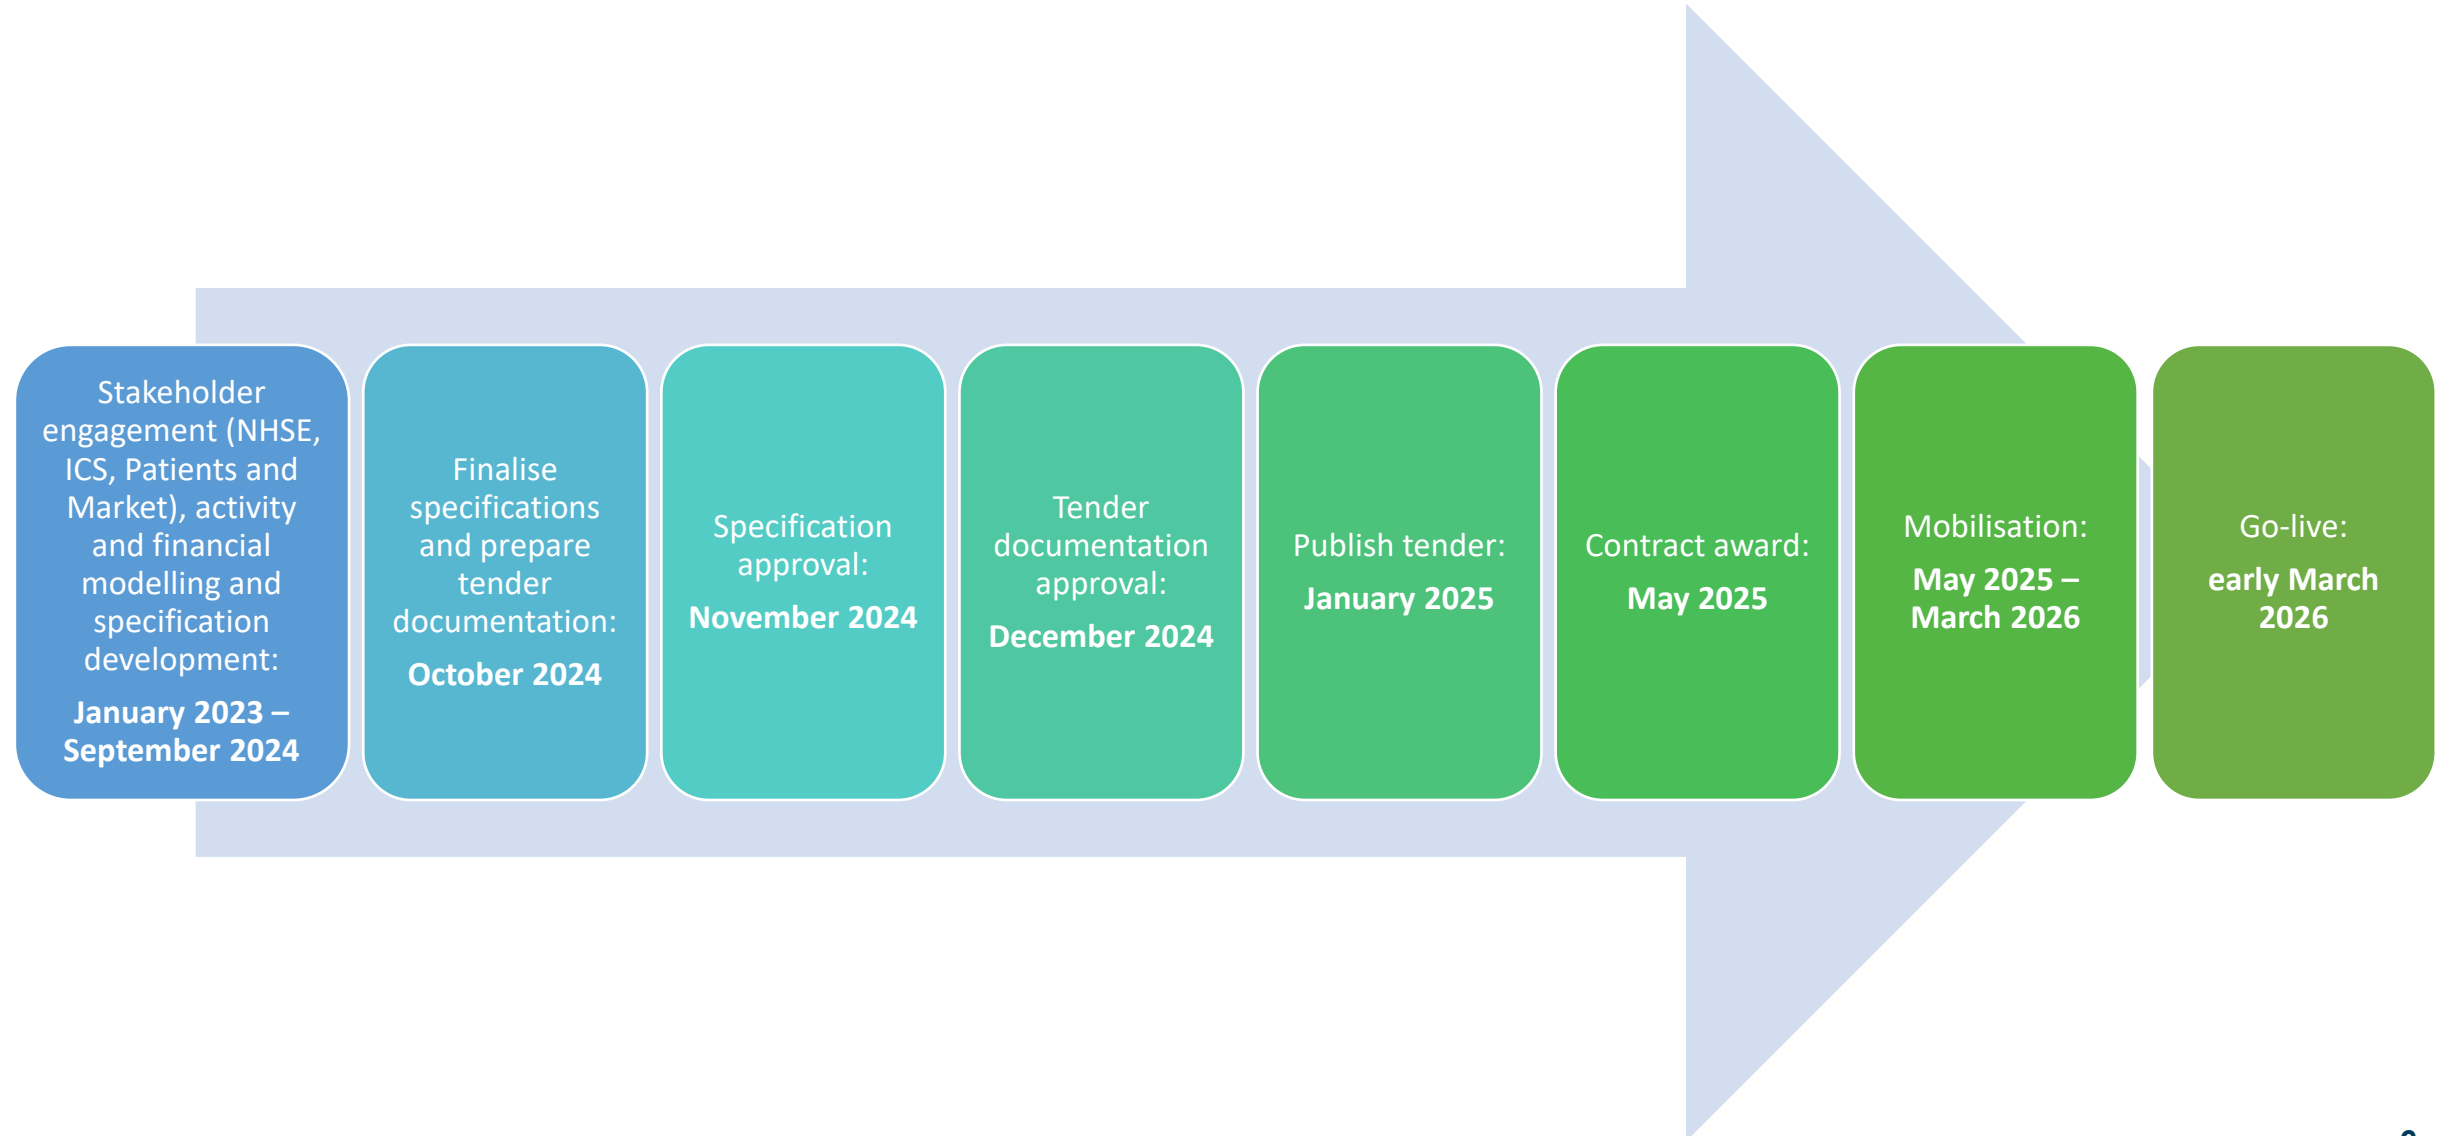 Stakeholder
engagement (NHSE,
ICS, Patients and
Market), activity
and financial
modelling and
specification
development:
January 2023 –
September 2024
Finalise
specifications
and prepare
tender
documentation:
October 2024
Specification
approval:
November 2024
Tender
documentation
approval:
December 2024
Publish tender:
January 2025
Contract award:
May 2025
Mobilisation:
May 2025 –
March 2026
Go-live:
early March
2026